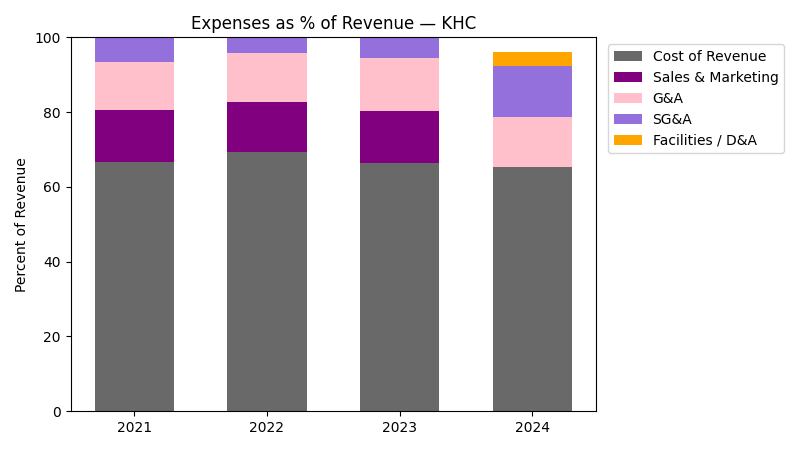 Expenses as % of Revenue — KHC
Percent of Revenue
100
80
60
40
20
0
2021
2022
2023
2024
Cost of Revenue
Sales & Marketing
G&A
SG&A
Facilities / D&A